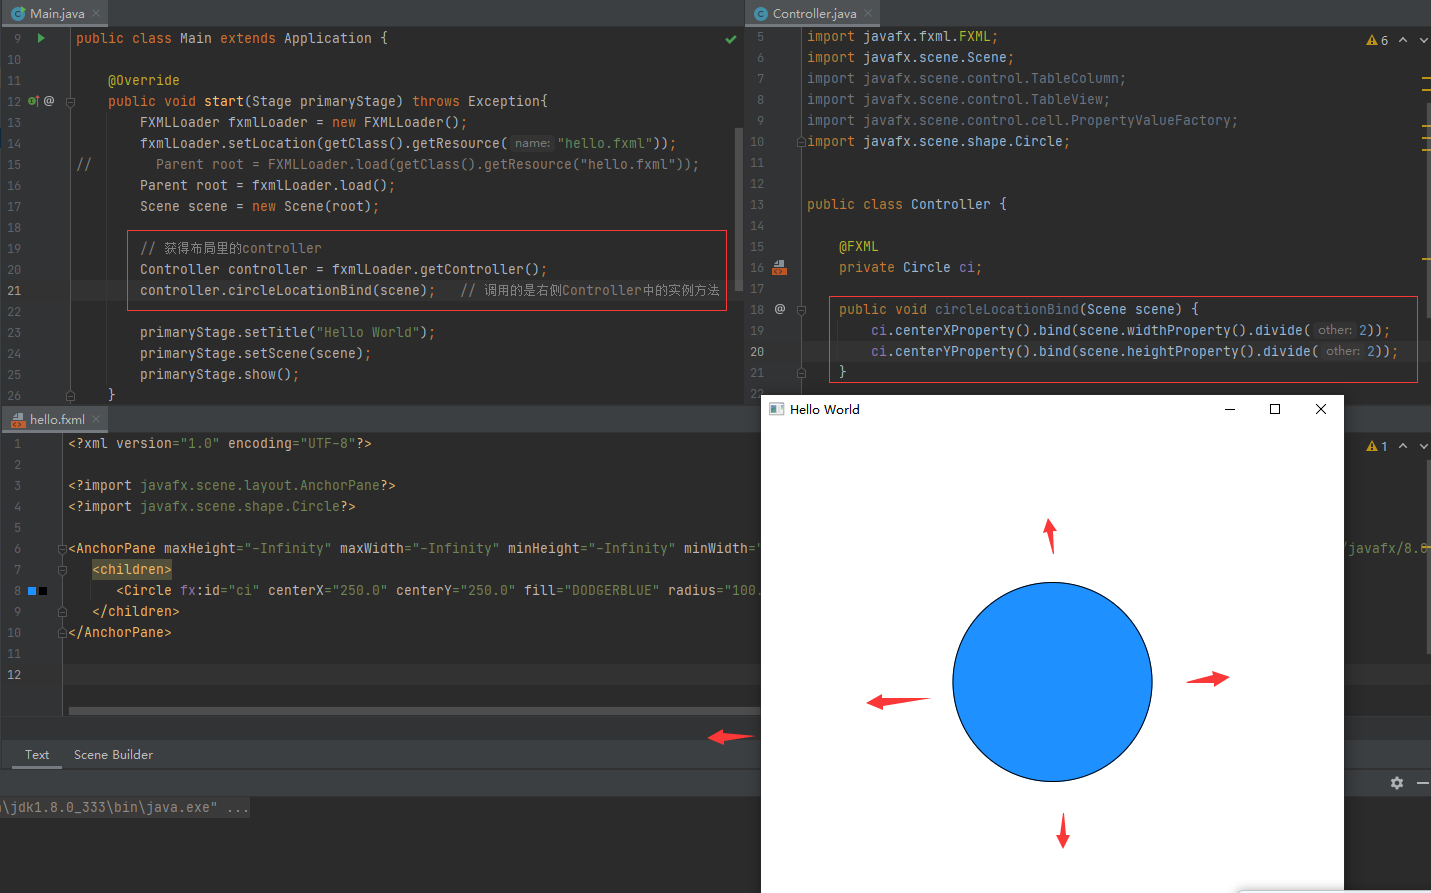 Main.java
9 public class Main extends Application {
10
11 @Override
12 @ public void start(Stage primaryStage) throws Exception{
13 FXMLLoader fxmlLoader = new FXMLLoader();
14 fxmlLoader.setLocation(getClass().getResource( name: "hello.fxml"));
15 // Parent root = FXMLLoader.load(getClass().getResource("hello.fxml"));
16 Parent root = fxmlLoader.load();
17 Scene scene = new Scene(root);
18
19 // 获得布局里的controller
20 Controller controller = fxmlLoader.getController();
21 controller.circleLocationBind(scene); // 调用的是右侧Controller中的实例方法
22
23 primaryStage.setTitle("Hello World");
24 primaryStage.setScene(scene);
25 primaryStage.show();
26 }
Controller.java
6
5 import javafx.fxml.FXML;
6 import javafx.scene.Scene;
7 import javafx.scene.control.TableColumn;
8 import javafx.scene.control.TableView;
9 import javafx.scene.control.cell.PropertyValueFactory;
10 import javafx.scene.shape.Circle;
11
12
13 public class Controller {
14
15 @FXML
16 private Circle ci;
17
18 @ public void circleLocationBind(Scene scene) {
19 ci.centerXProperty().bind(scene.widthProperty().divide( other: 2));
20 ci.centerYProperty().bind(scene.heightProperty().divide( other: 2));
21 }
22
hello.fxml
1
1 <?xml version="1.0" encoding="UTF-8"?>
2
3 <?import javafx.scene.layout.AnchorPane?>
4 <?import javafx.scene.shape.Circle?>
5
6 <AnchorPane maxHeight="-Infinity" maxWidth="-Infinity" minHeight="-Infinity" minWidth=" /javafx/8.0
7 <children>
8 <Circle fx:id="ci" centerX="250.0" centerY="250.0" fill="DODGERBLUE" radius="100.
9 </children>
10 </AnchorPane>
11
12
Text Scene Builder
\jdk1.8.0_333\bin\java.exe" ...
Hello World